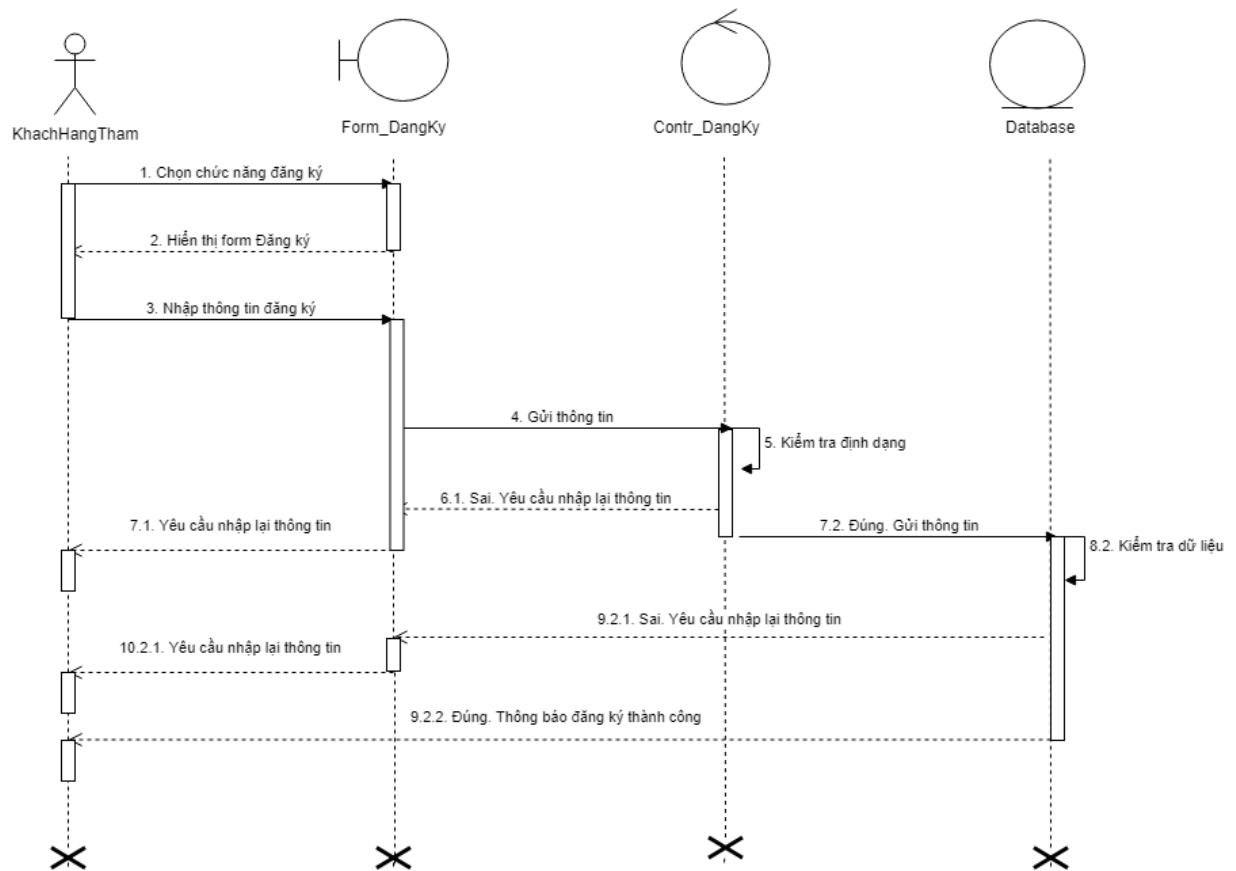 KhachHangTham
Form_DangKy
Contr_DangKy
Database
1. Chọn chức năng đăng ký
2. Hiển thị form Đăng ký
3. Nhập thông tin đăng ký
4. Gửi thông tin
5. Kiểm tra định dạng
6.1. Sai. Yêu cầu nhập lại thông tin
7.1. Yêu cầu nhập lại thông tin
7.2. Đúng. Gửi thông tin
8.2. Kiểm tra dữ liệu
9.2.1. Sai. Yêu cầu nhập lại thông tin
10.2.1. Yêu cầu nhập lại thông tin
9.2.2. Đúng. Thông báo đăng ký thành công